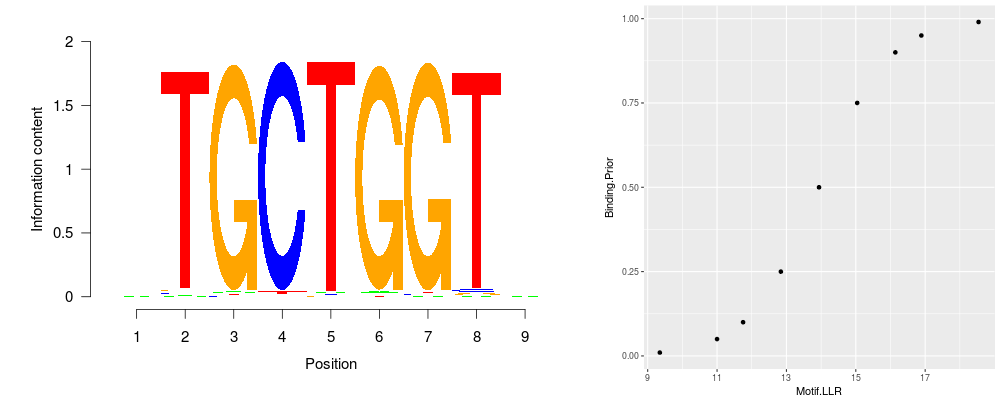 2
1.5
1
0.5
0
Information content
TGCTGGT
1 2 3 4 5 6 7 8 9
Position
1.00
0.75
0.50
0.25
0.00
Binding.Prior
9 11 13 15 17
Motif.LLR